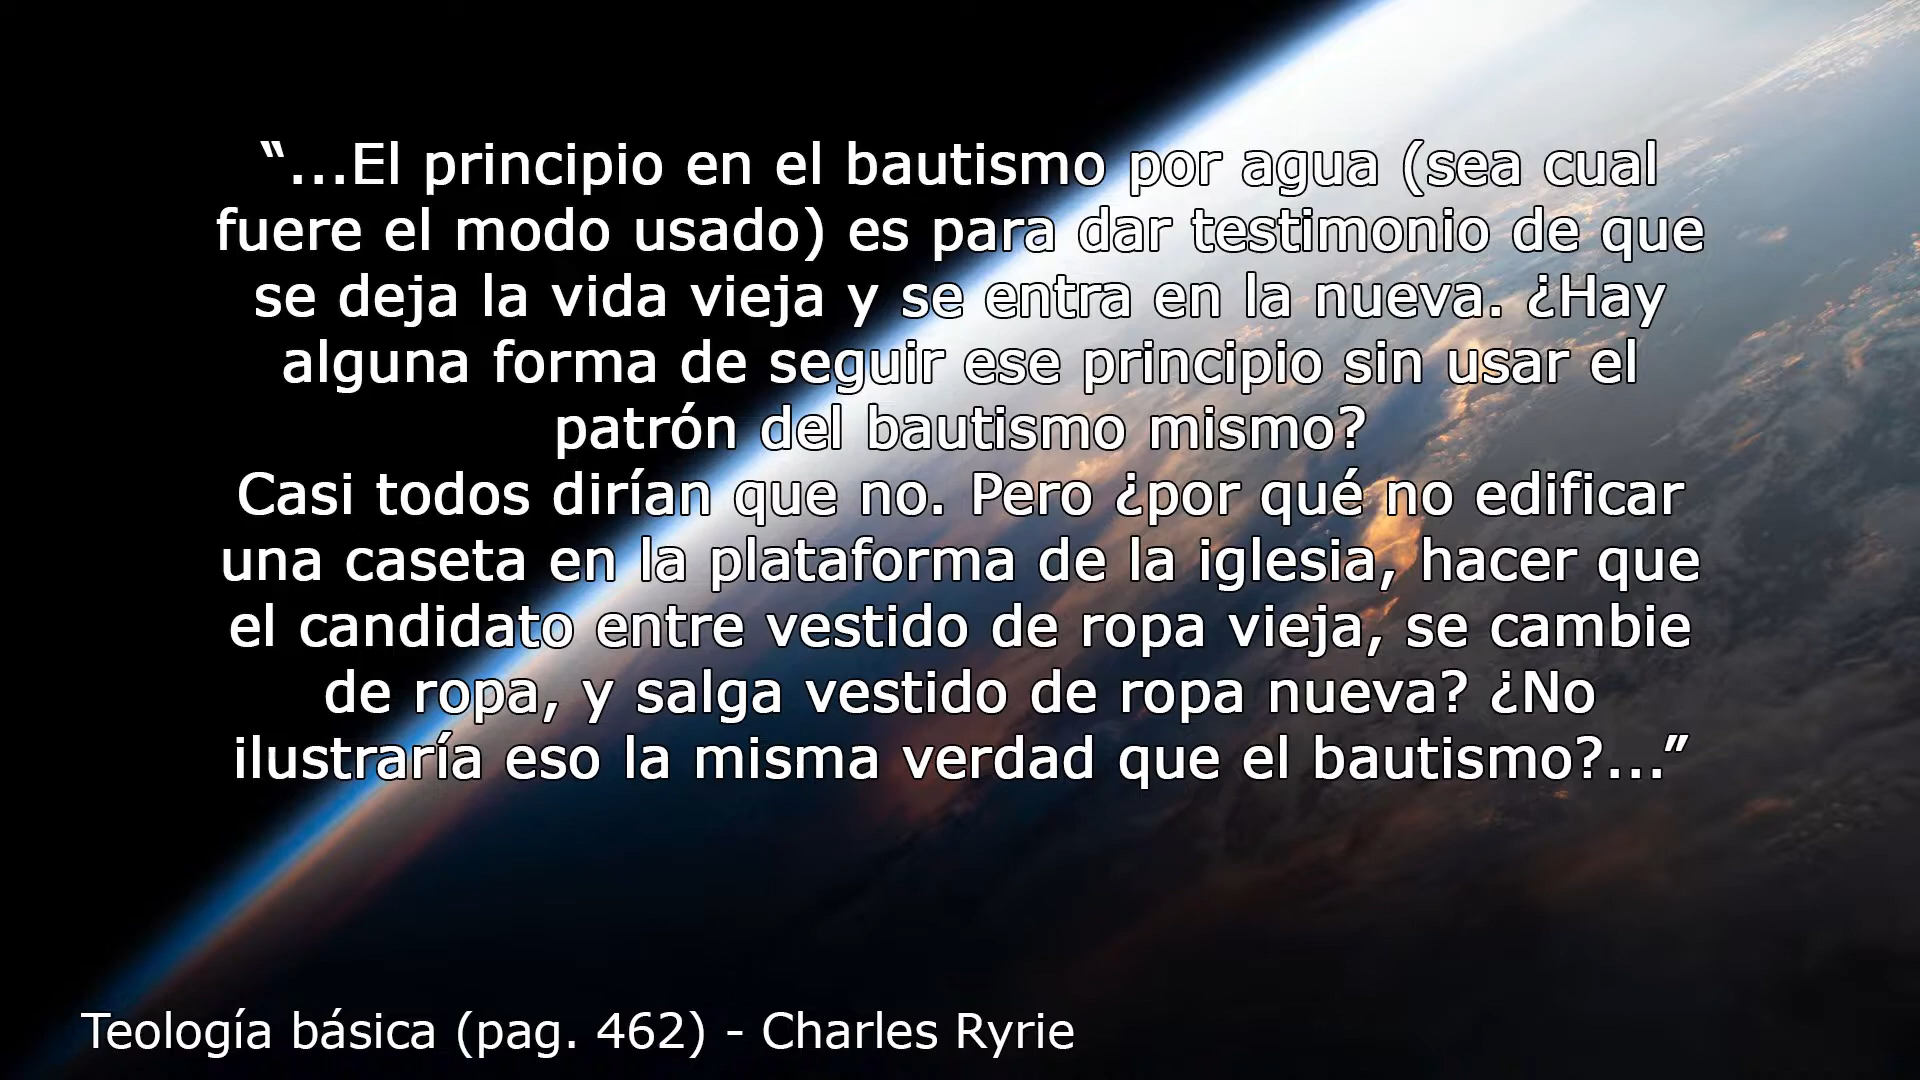 “...El principio en el bautismo por agua (sea cual
fuere el modo usado) es para dar testimonio de que
se deja la vida vieja y se entra en la nueva. ¿Hay
alguna forma de seguir ese principio sin usar el
patrón del bautismo mismo?
Casi todos dirían que no. Pero ¿por qué no edificar
una caseta en la plataforma de la iglesia, hacer que
el candidato entre vestido de ropa vieja, se cambie
de ropa, y salga vestido de ropa nueva? ¿No
ilustraría eso la misma verdad que el bautismo?...”
Teología básica (pag. 462) - Charles Ryrie